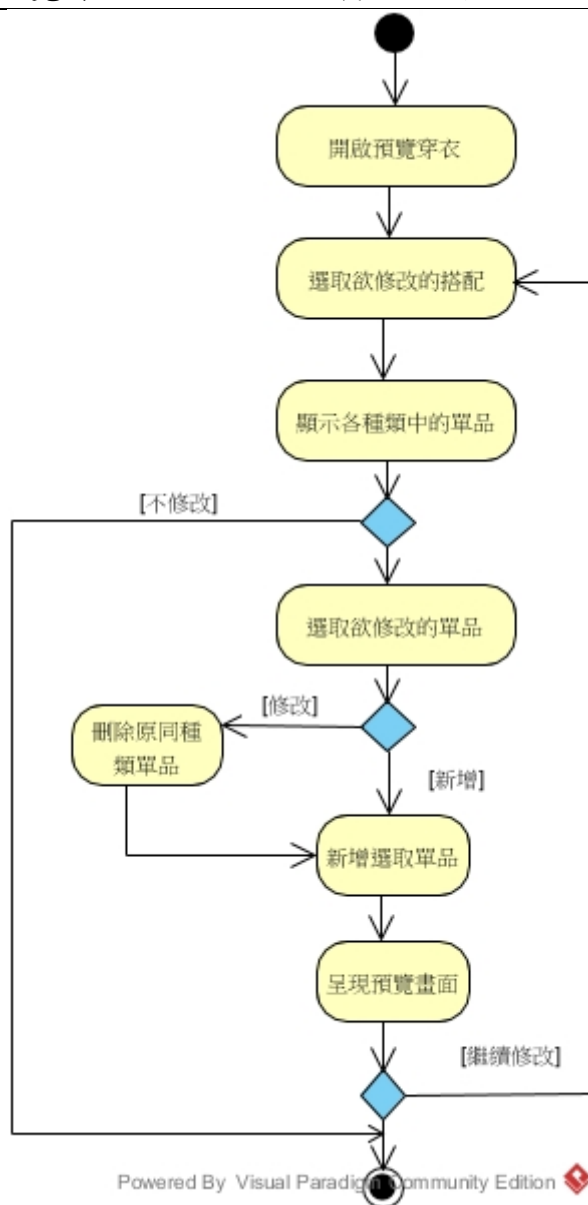 開啟預覽穿衣
選取欲修改的搭配
顯示各種類中的單品
[不修改]
選取欲修改的單品
[修改]
刪除原同種
類單品
[新增]
新增選取單品
呈現預覽畫面
[繼續修改]
Powered By Visual Paradigm Community Edition